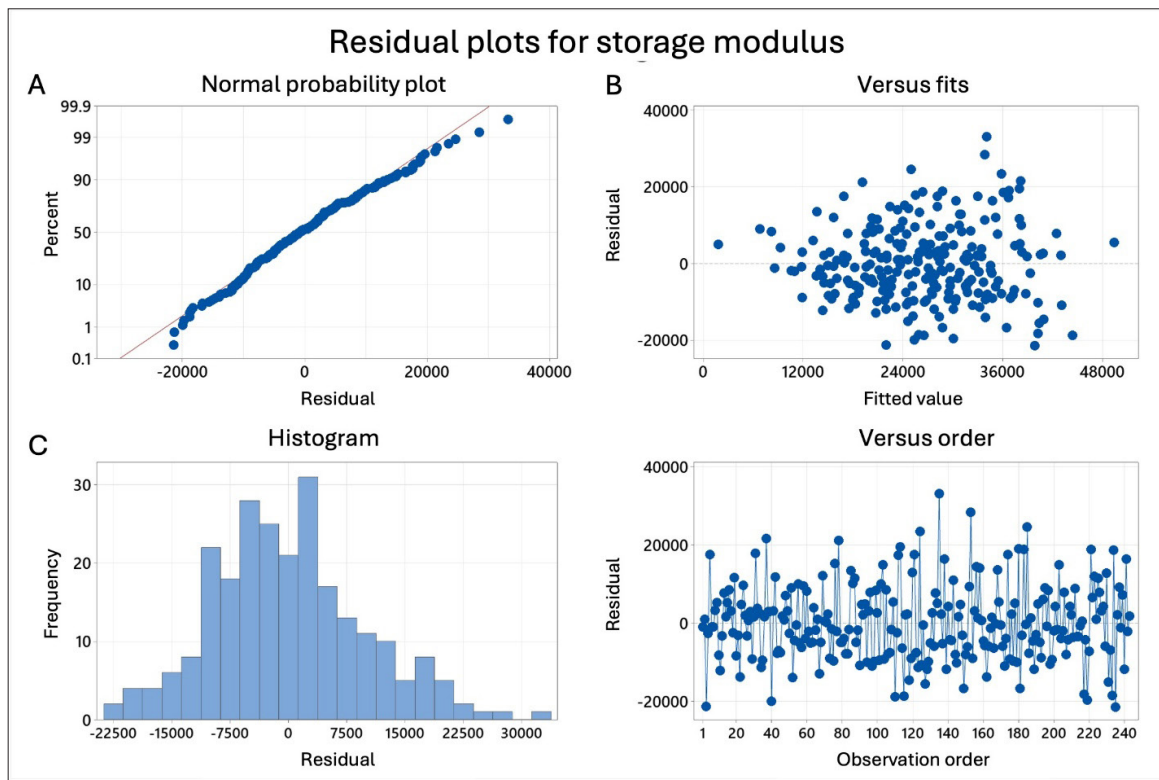 Residual plots for storage modulus
A
Normal probability plot
99.9
99
90
50
10
1
0.1
Percent
-20000 0 20000 40000
Residual
B
Versus fits
40000
20000
0
-20000
Residual
0 12000 24000 36000 48000
Fitted value
C
Histogram
30
20
10
0
Frequency
-22500 -15000 -7500 0 7500 15000 22500 30000
Residual
Versus order
40000
20000
0
-20000
Residual
1 20 40 60 80 100 120 140 160 180 200 220 240
Observation order